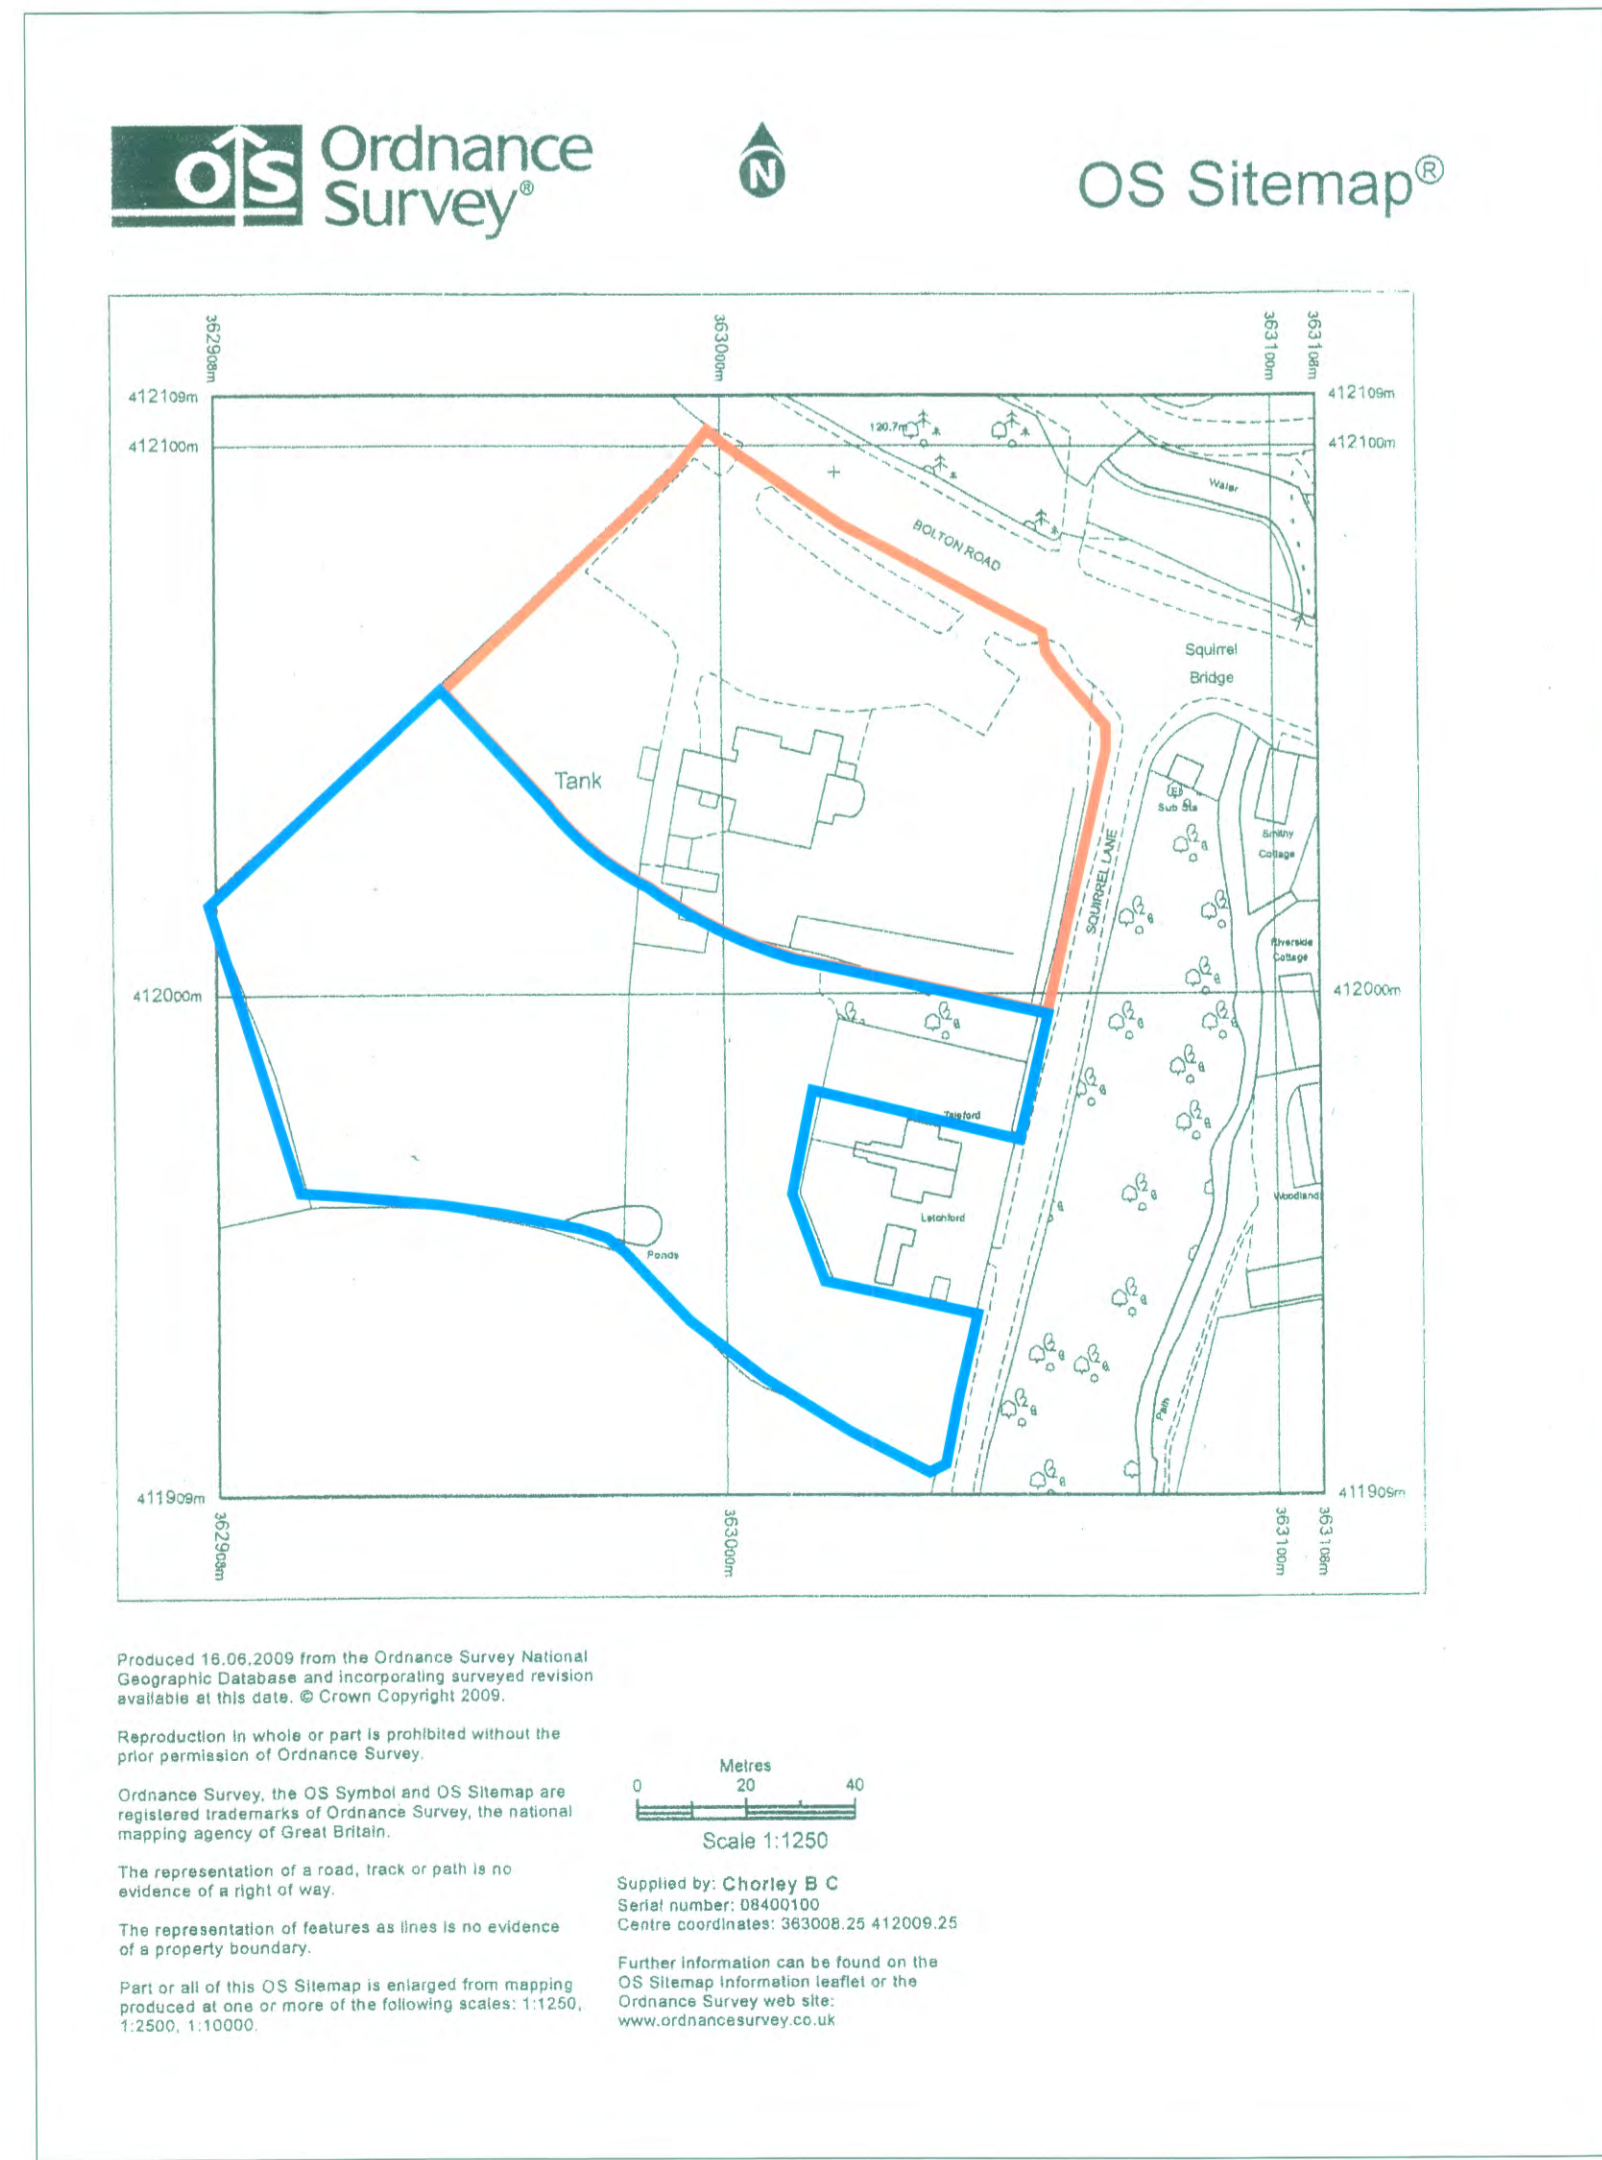 OS Ordnance Survey®
N
OS Sitemap®
362908m
363000m
363100m
363108m
412109m
412109m
412100m
412100m
120.7m
Water
BOLTON ROAD
Squirrel
Bridge
Tank
El
Sub Sta
Smithy
Cottage
SQUIRREL LANE
Riverside
Cottage
412000m
412000m
Telford
Woodland
Letchford
Ponds
Path
411909m
411909m
362908m
363000m
363100m
363108m
Produced 16.06.2009 from the Ordnance Survey National
Geographic Database and incorporating surveyed revision
available at this date. © Crown Copyright 2009.
Reproduction in whole or part is prohibited without the
prior permission of Ordnance Survey.
Ordnance Survey, the OS Symbol and OS Sitemap are
registered trademarks of Ordnance Survey, the national
mapping agency of Great Britain.
The representation of a road, track or path is no
evidence of a right of way.
The representation of features as lines is no evidence
of a property boundary.
Part or all of this OS Sitemap is enlarged from mapping
produced at one or more of the following scales: 1:1250,
1:2500, 1:10000.
Metres
0 20 40
Scale 1:1250
Supplied by: Chorley B C
Serial number: 08400100
Centre coordinates: 363008.25 412009.25
Further information can be found on the
OS Sitemap Information leaflet or the
Ordnance Survey web site:
www.ordnancesurvey.co.uk